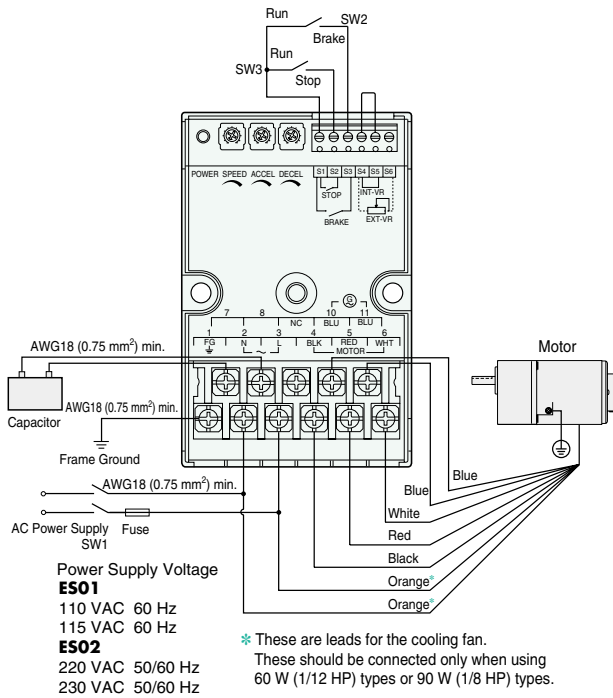 Run
SW2
Brake
Run
SW3
Stop
POWER SPEED ACCEL DECEL
S1 S2 S3 S4 S5 S6
STOP
INT-VR
BRAKE
EXT-VR
G
7 8 NC 10 11
BLU BLU
1 2 3 4 5 6
FG N L BLK RED WHT
~
MOTOR
AWG18 (0.75 mm²) min.
Capacitor
AWG18 (0.75 mm²) min.
Frame Ground
Motor
Blue
Blue
White
Red
Black
Orange*
Orange*
AWG18 (0.75 mm²) min.
AC Power Supply
SW1
Fuse
Power Supply Voltage
ES01
110 VAC 60 Hz
115 VAC 60 Hz
ES02
220 VAC 50/60 Hz
230 VAC 50/60 Hz
* These are leads for the cooling fan.
These should be connected only when using
60 W (1/12 HP) types or 90 W (1/8 HP) types.